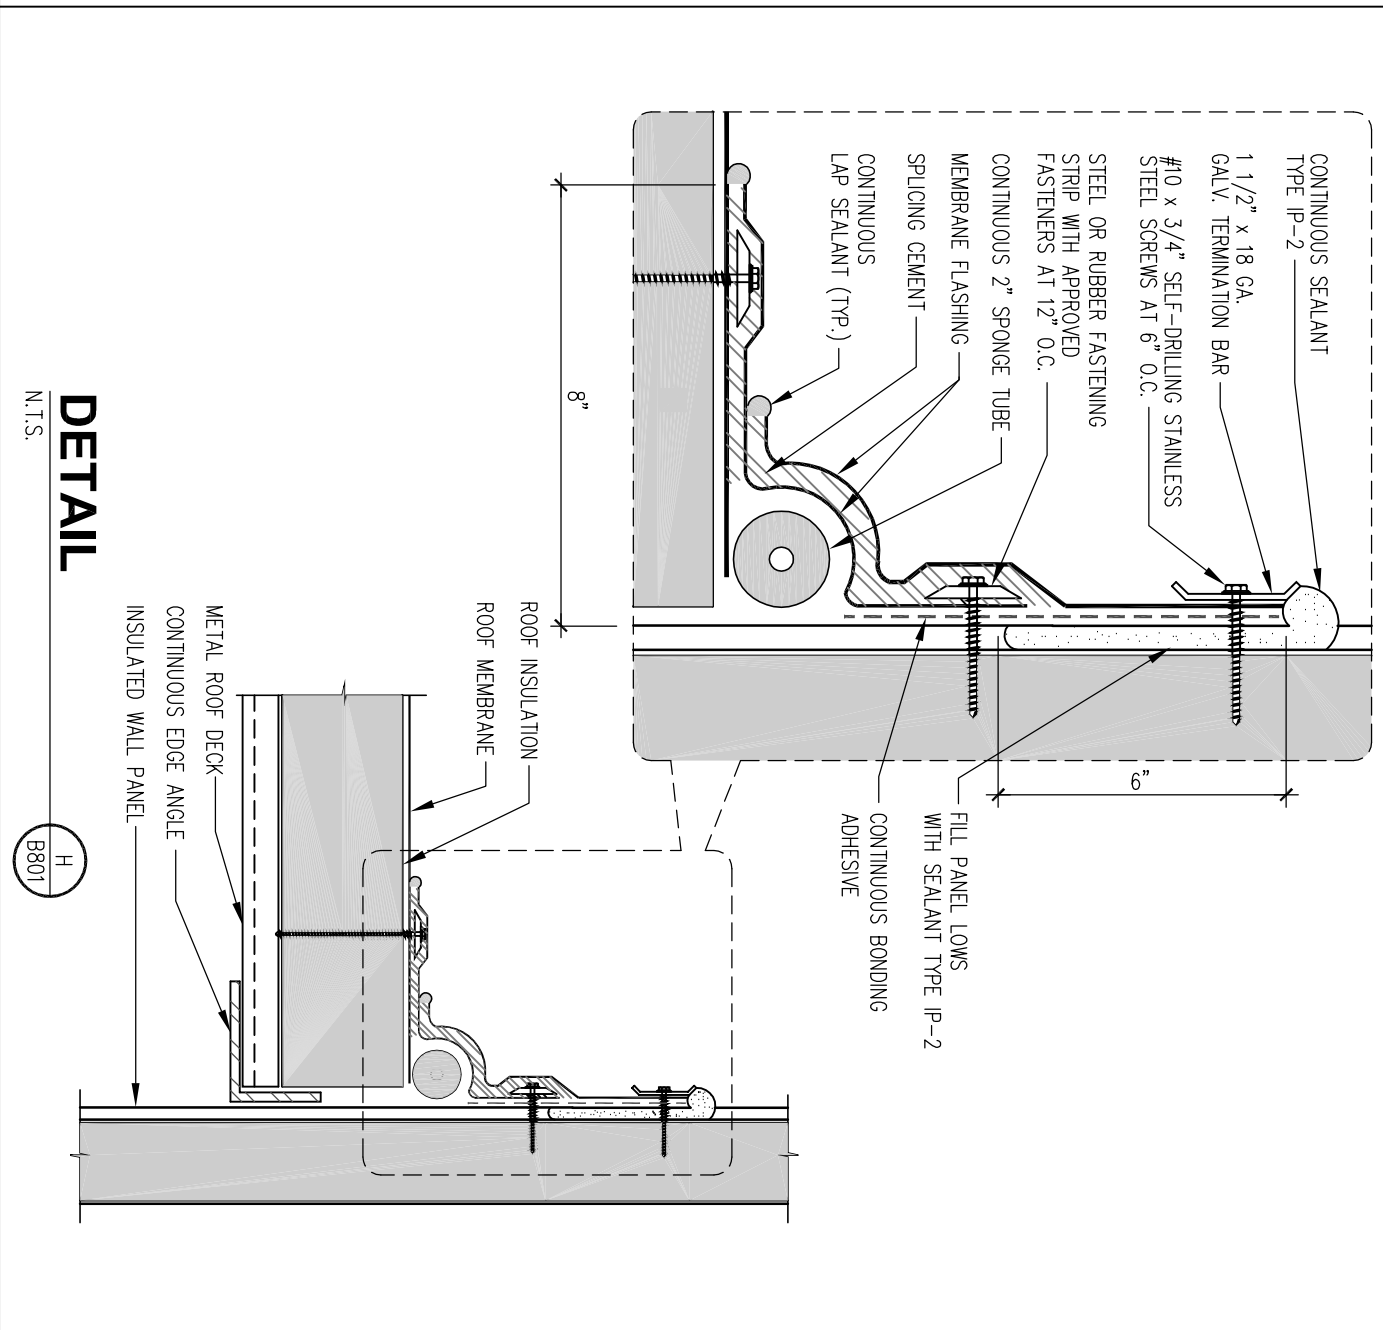 CONTINUOUS SEALANT
TYPE IP-2
1 1/2" x 18 GA.
GALV. TERMINATION BAR
#10 x 3/4" SELF-DRILLING STAINLESS
STEEL SCREWS AT 6" O.C.
STEEL OR RUBBER FASTENING
STRIP WITH APPROVED
FASTENERS AT 12" O.C.
CONTINUOUS 2" SPONGE TUBE
MEMBRANE FLASHING
SPLICING CEMENT
CONTINUOUS
LAP SEALANT (TYP.)
8"
6"
FILL PANEL LOWS
WITH SEALANT TYPE IP-2
CONTINUOUS BONDING
ADHESIVE
ROOF INSULATION
ROOF MEMBRANE
METAL ROOF DECK
CONTINUOUS EDGE ANGLE
INSULATED WALL PANEL
DETAIL
N.T.S.
H
B801